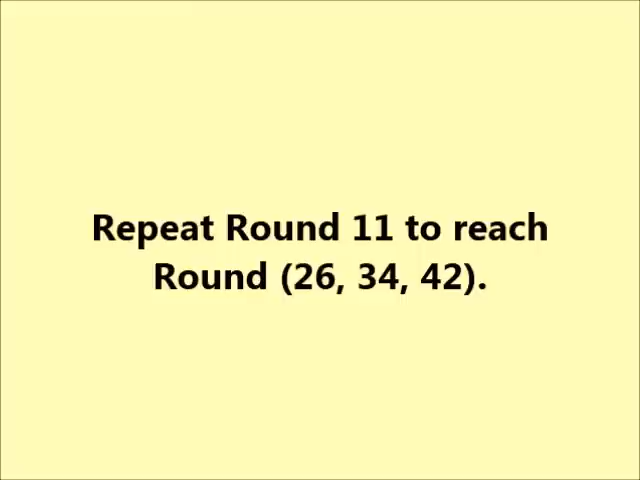 Repeat Round 11 to reach
Round (26, 34, 42).